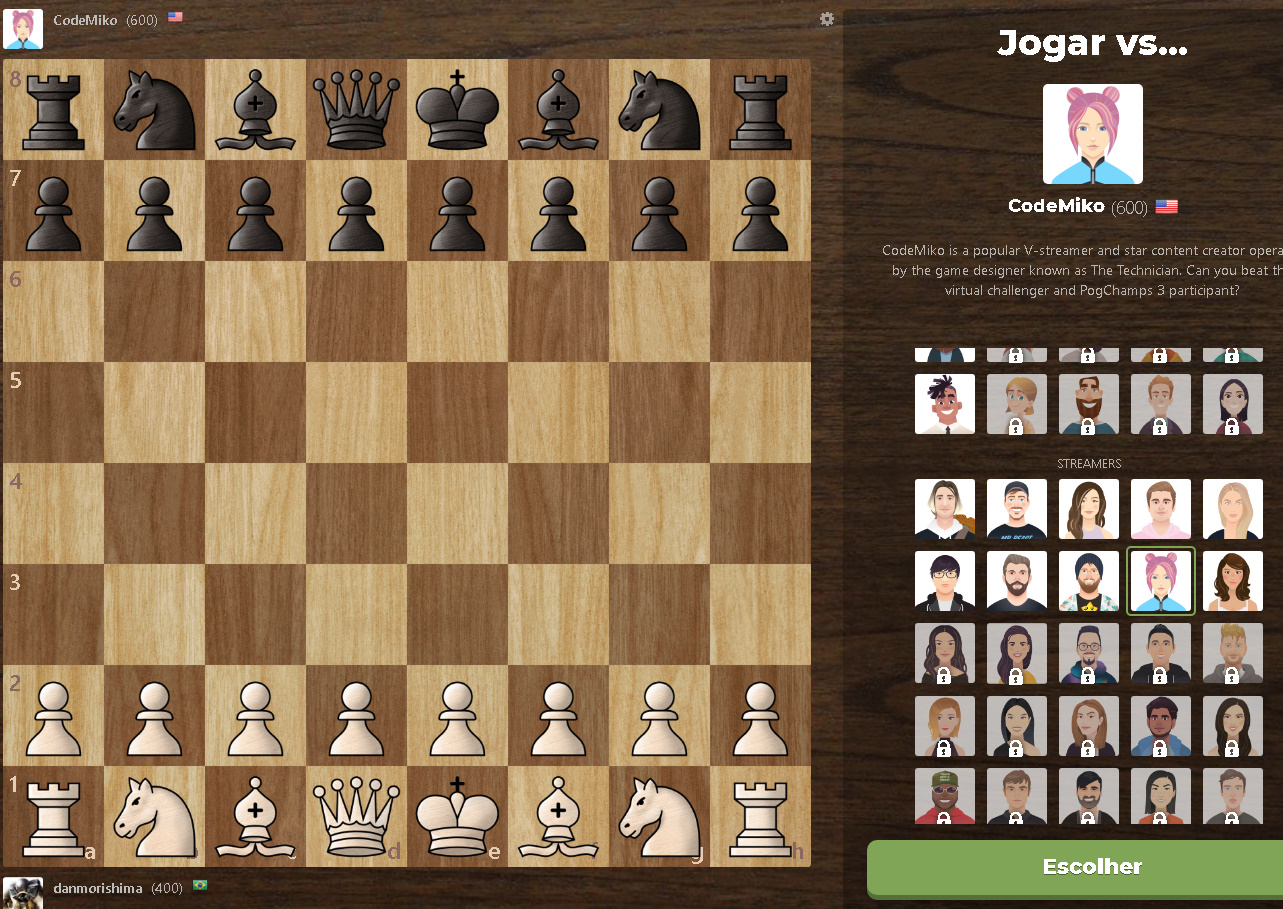 CodeMiko (600)
8
7
6
5
4
3
2
1
a
c
d
e
g
h
danmorishima (400)
Jogar vs...
CodeMiko (600)
CodeMiko is a popular V-streamer and star content creator opera
by the game designer known as The Technician. Can you beat th
virtual challenger and PogChamps 3 participant?
STREAMERS
Escolher